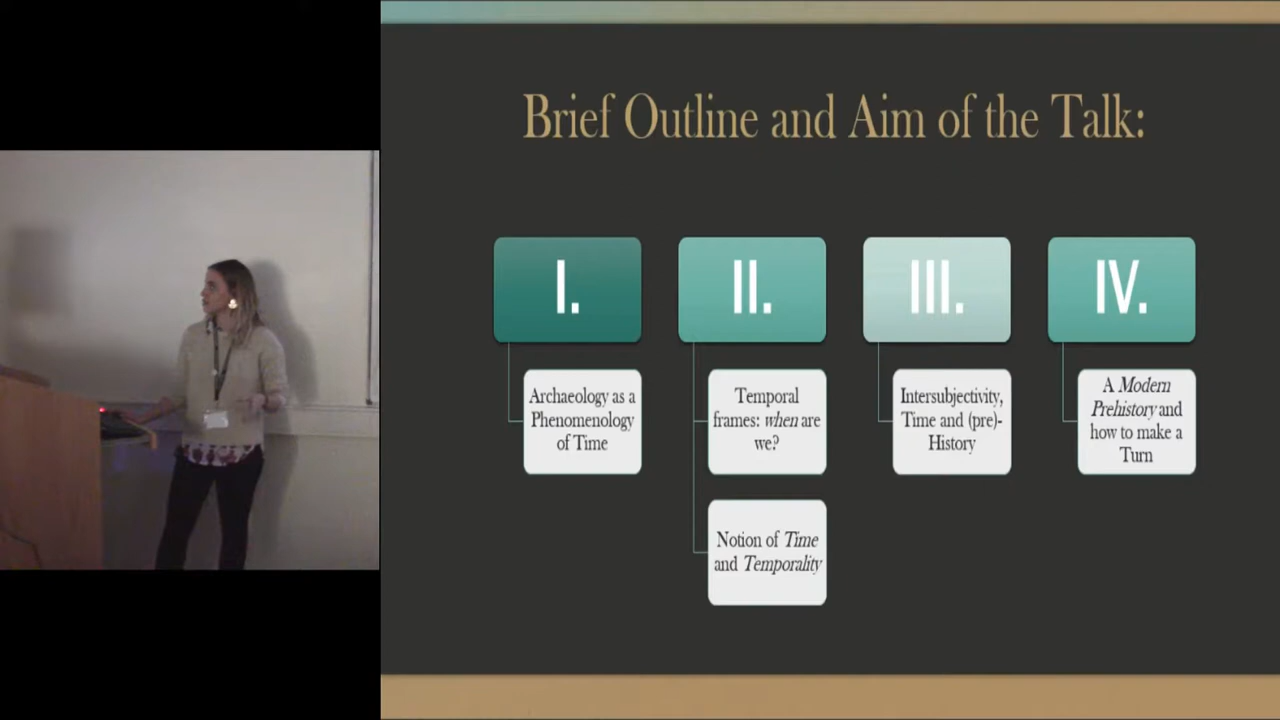 Brief Outline and Aim of the Talk:
I.
II.
III.
IV.
Archaeology as a
Phenomenology
of Time
Temporal
frames: when are
we?
Notion of Time
and Temporality
Intersubjectivity,
Time and (pre)-
History
A Modern
Prehistory and
how to make a
Turn